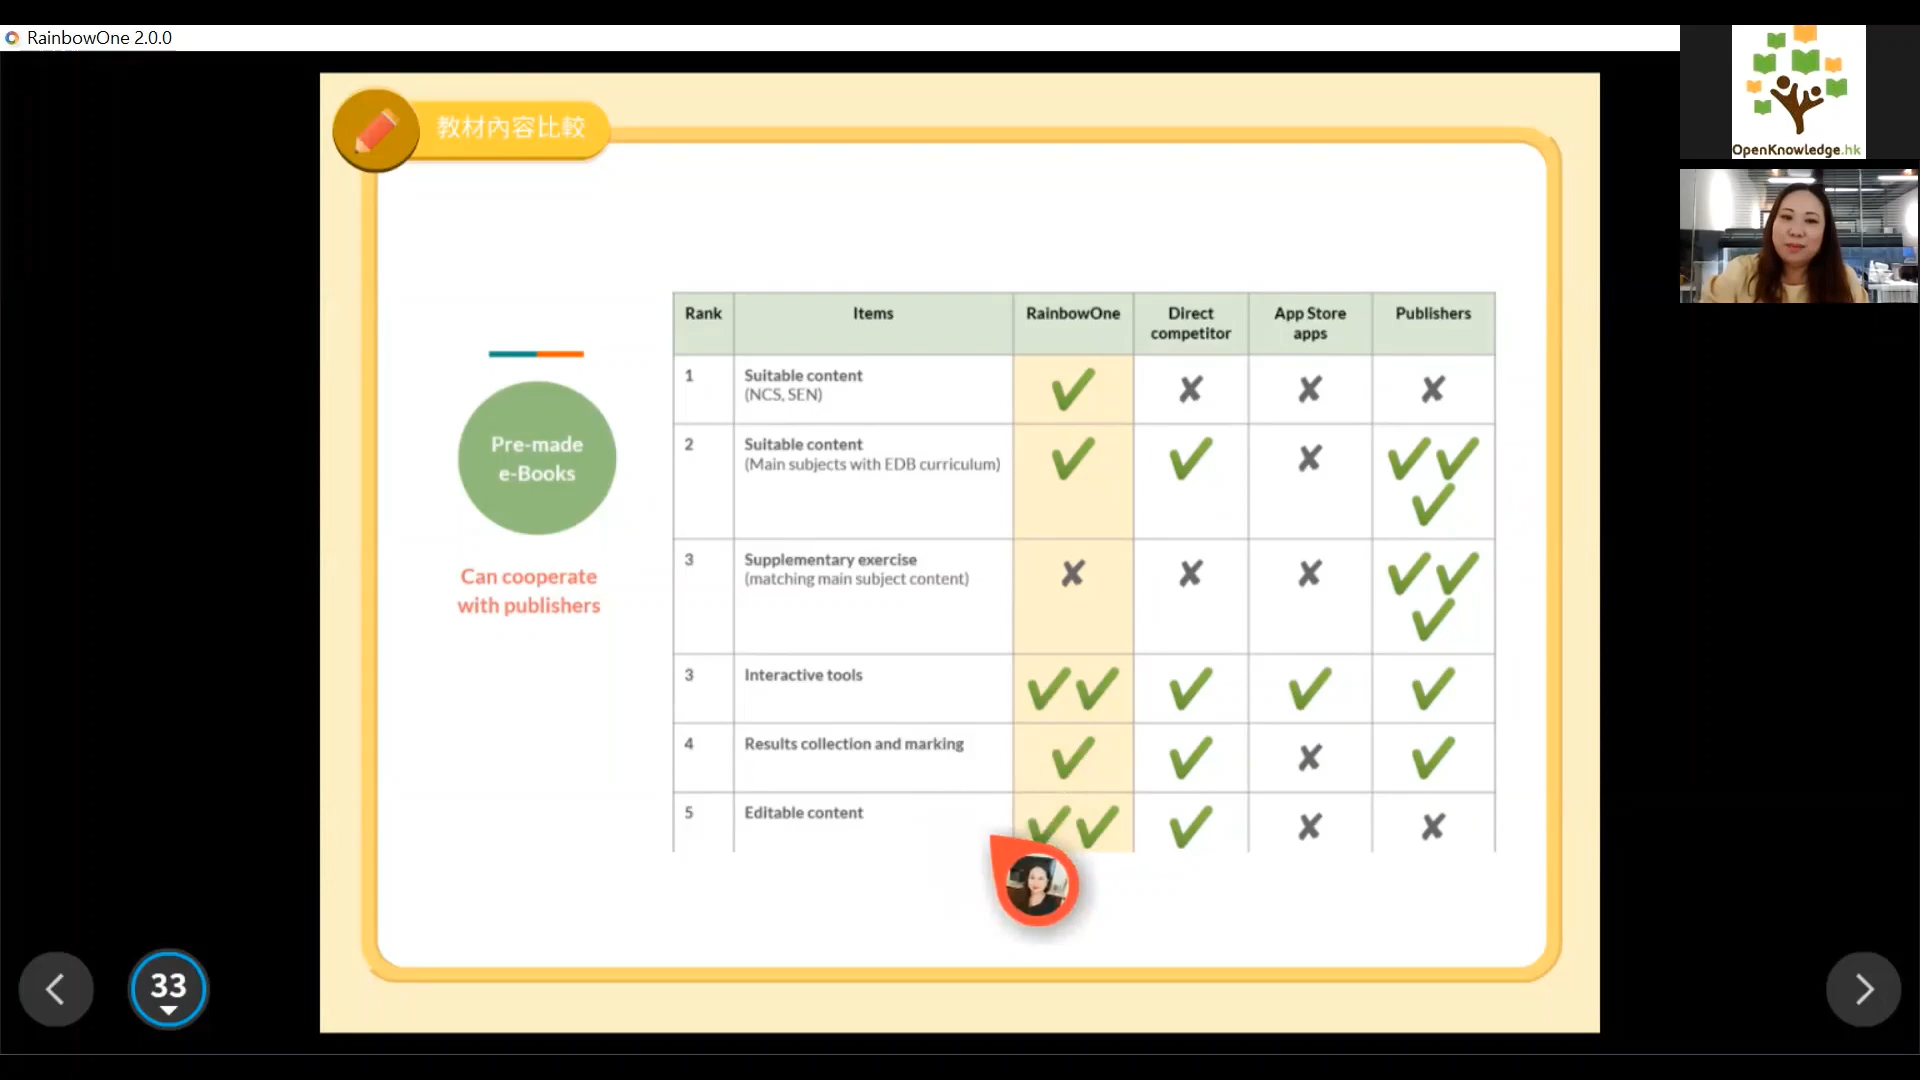 RainbowOne 2.0.0
OpenKnowledge.hk
教材內容比較
Pre-made
e-Books
Can cooperate
with publishers
Rank Items RainbowOne Direct competitor App Store apps Publishers
1 Suitable content
(NCS, SEN)
✔ ✘ ✘ ✘
2 Suitable content
(Main subjects with EDB curriculum)
✔ ✔ ✘ ✔✔✔
3 Supplementary exercise
(matching main subject content)
✘ ✘ ✘ ✔✔✔
3 Interactive tools ✔✔ ✔ ✔ ✔
4 Results collection and marking ✔ ✔ ✘ ✔
5 Editable content ✔✔ ✔ ✘ ✘
33